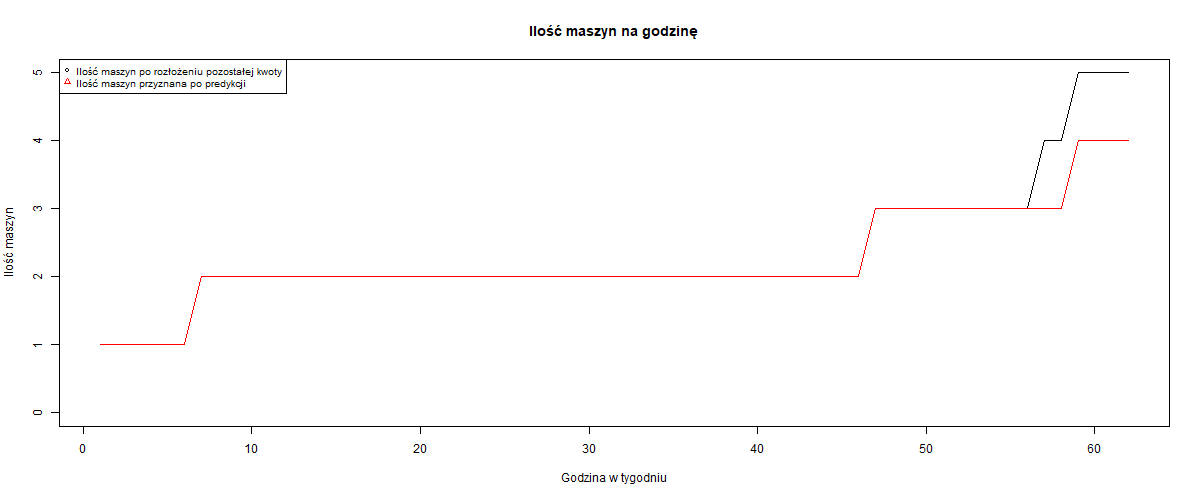 Ilość maszyn na godzinę
Ilość maszyn po rozłożeniu pozostałej kwoty
Ilość maszyn przyznana po predykcji
Ilość maszyn
5
4
3
2
1
0
0 10 20 30 40 50 60
Godzina w tygodniu